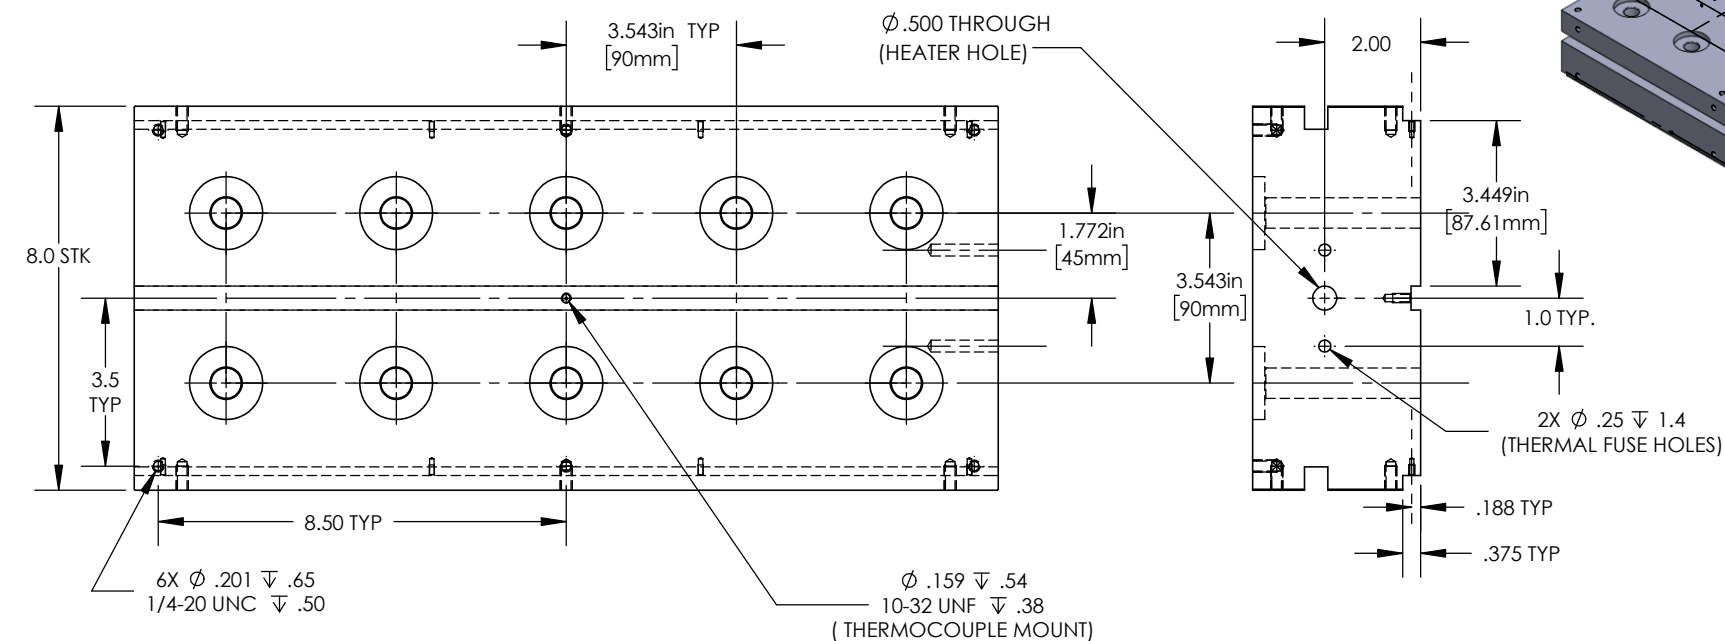 3.543in TYP
[90mm]
∅.500 THROUGH
(HEATER HOLE)
2.00
8.0 STK
1.772in
[45mm]
3.543in
[90mm]
3.449in
[87.61mm]
1.0 TYP.
3.5
TYP
2X ∅ .25 ↧ 1.4
(THERMAL FUSE HOLES)
8.50 TYP
.188 TYP
.375 TYP
6X ∅ .201 ↧ .65
1/4-20 UNC ↧ .50
∅ .159 ↧ .54
10-32 UNF ↧ .38
( THERMOCOUPLE MOUNT)